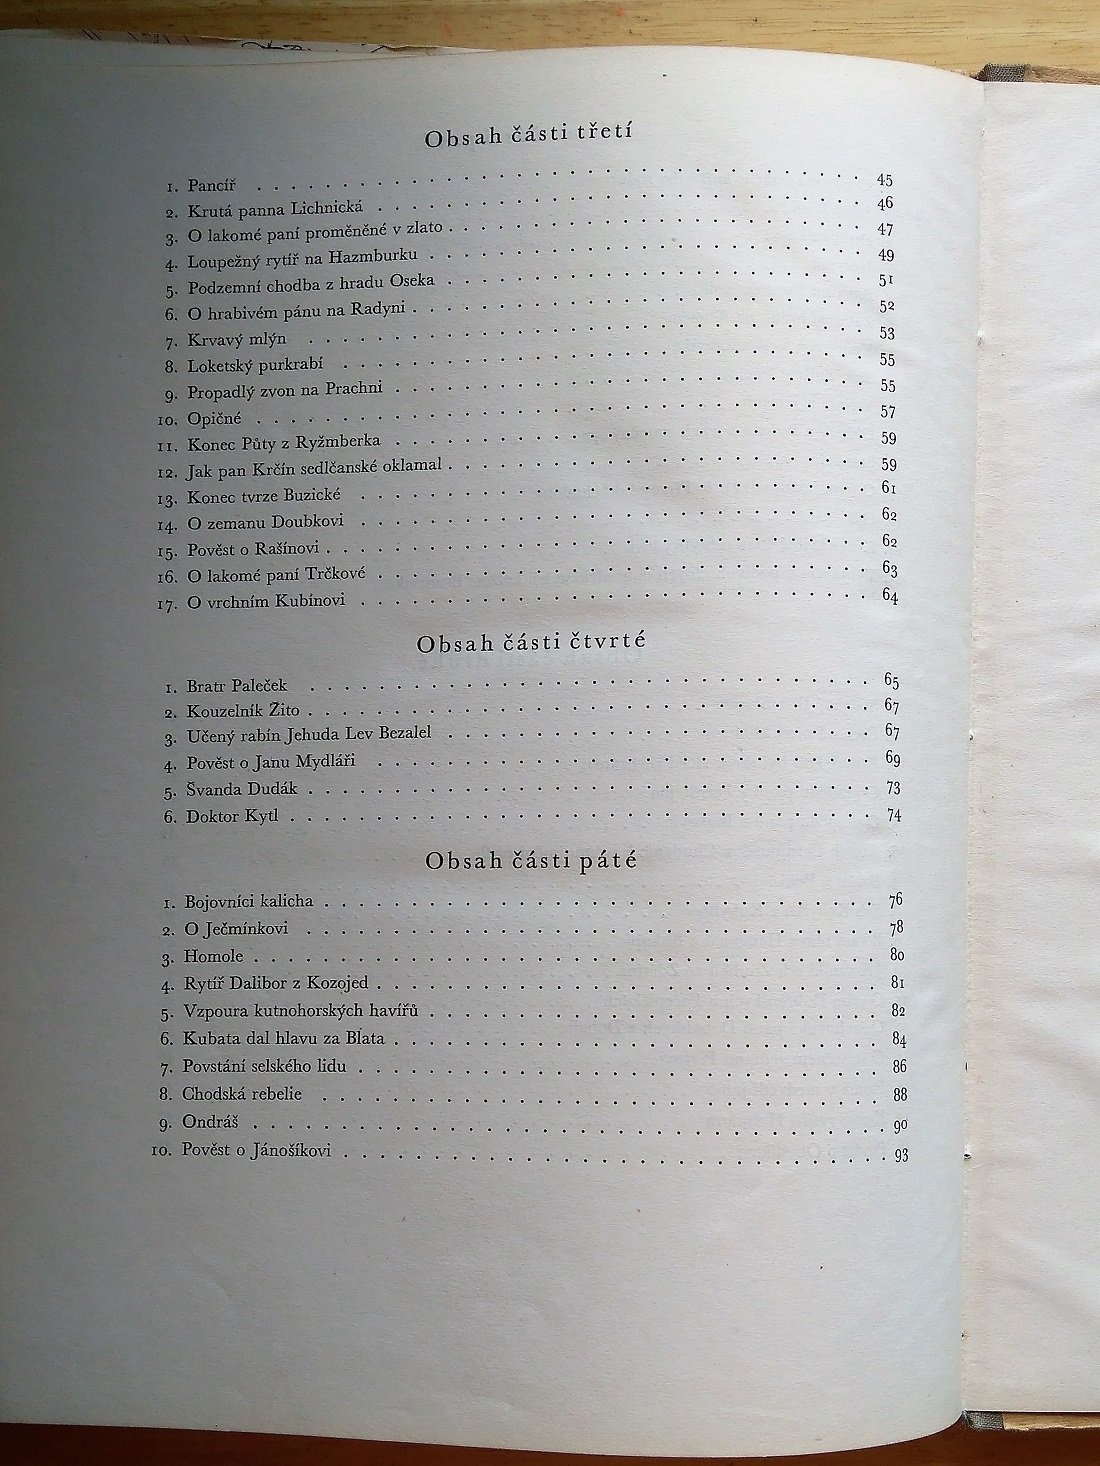 Obsah části třetí
1. Pancíř . . . . . . . . . . . . . . . . . . . . . . . . . . . . 45
2. Krutá panna Lichnická . . . . . . . . . . . . . . . . . . . . . . 46
3. O lakomé paní proměněné v zlato . . . . . . . . . . . . . . . . . . . 47
4. Loupežný rytíř na Hazmburku . . . . . . . . . . . . . . . . . . . . 49
5. Podzemní chodba z hradu Oseka . . . . . . . . . . . . . . . . . . . 51
6. O hrabivém pánu na Radyni . . . . . . . . . . . . . . . . . . . . . 52
7. Krvavý mlýn . . . . . . . . . . . . . . . . . . . . . . . . . . 53
8. Loketský purkrabí . . . . . . . . . . . . . . . . . . . . . . . . 55
9. Propadlý zvon na Prachni . . . . . . . . . . . . . . . . . . . . . 55
10. Opičné . . . . . . . . . . . . . . . . . . . . . . . . . . . . 57
11. Konec Půty z Ryžmberka . . . . . . . . . . . . . . . . . . . . . 59
12. Jak pan Krčín sedlčanské oklamal . . . . . . . . . . . . . . . . . . . 59
13. Konec tvrze Buzické . . . . . . . . . . . . . . . . . . . . . . . 61
14. O zemanu Doubkovi . . . . . . . . . . . . . . . . . . . . . . . 62
15. Pověst o Rašínovi . . . . . . . . . . . . . . . . . . . . . . . . 62
16. O lakomé paní Trčkové . . . . . . . . . . . . . . . . . . . . . . 63
17. O vrchním Kubínovi . . . . . . . . . . . . . . . . . . . . . . . 64
Obsah části čtvrté
1. Bratr Paleček . . . . . . . . . . . . . . . . . . . . . . . . . . 65
2. Kouzelník Žito . . . . . . . . . . . . . . . . . . . . . . . . . . 67
3. Učený rabín Jehuda Lev Bezalel . . . . . . . . . . . . . . . . . . . 67
4. Pověst o Janu Mydláři . . . . . . . . . . . . . . . . . . . . . . 69
5. Švanda Dudák . . . . . . . . . . . . . . . . . . . . . . . . . . 73
6. Doktor Kytl . . . . . . . . . . . . . . . . . . . . . . . . . . . 74
Obsah části páté
1. Bojovníci kalicha . . . . . . . . . . . . . . . . . . . . . . . . . 76
2. O Ječmínkovi . . . . . . . . . . . . . . . . . . . . . . . . . . 78
3. Homole . . . . . . . . . . . . . . . . . . . . . . . . . . . . 80
4. Rytíř Dalibor z Kozojed . . . . . . . . . . . . . . . . . . . . . . 81
5. Vzpoura kutnohorských havířů . . . . . . . . . . . . . . . . . . . . 82
6. Kubata dal hlavu za Blata . . . . . . . . . . . . . . . . . . . . . 84
7. Povstání selského lidu . . . . . . . . . . . . . . . . . . . . . . . 86
8. Chodská rebelie . . . . . . . . . . . . . . . . . . . . . . . . . 88
9. Ondráš . . . . . . . . . . . . . . . . . . . . . . . . . . . . 90
10. Pověst o Jánošíkovi . . . . . . . . . . . . . . . . . . . . . . . . 93